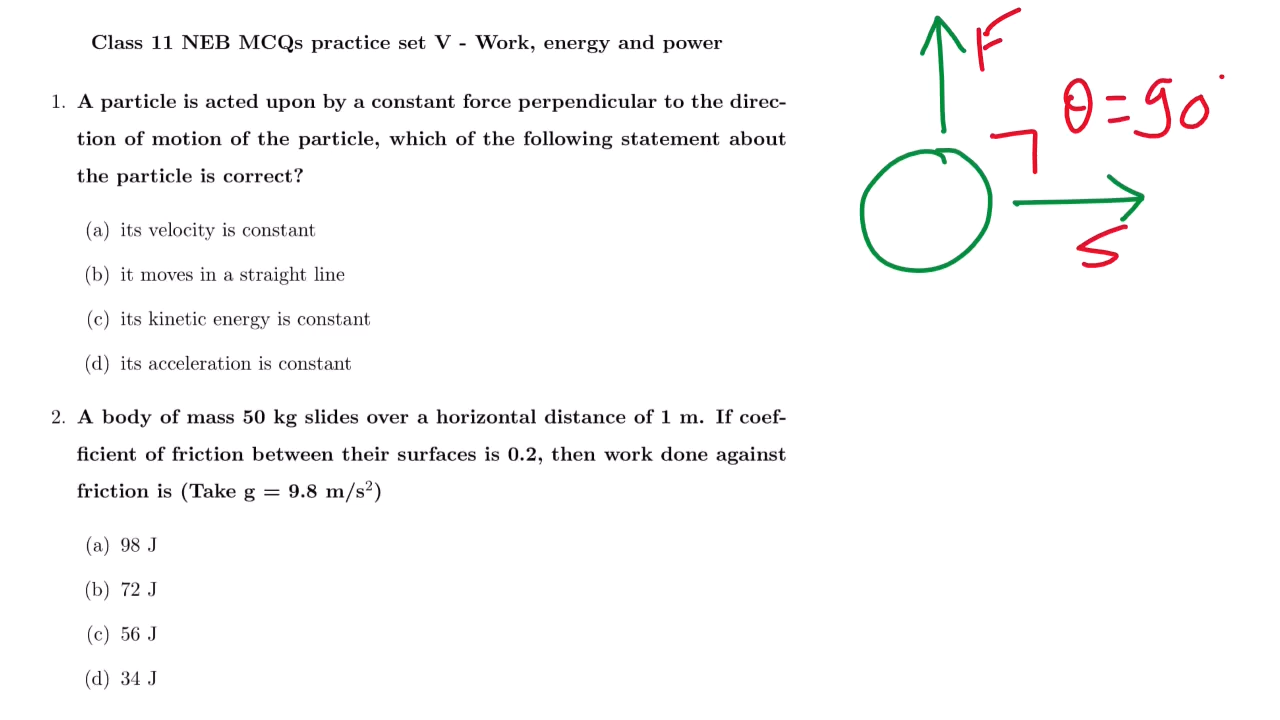 Class 11 NEB MCQs practice set V - Work, energy and power
1. A particle is acted upon by a constant force perpendicular to the direc-
tion of motion of the particle, which of the following statement about
the particle is correct?
(a) its velocity is constant
(b) it moves in a straight line
(c) its kinetic energy is constant
(d) its acceleration is constant
2. A body of mass 50 kg slides over a horizontal distance of 1 m. If coef-
ficient of friction between their surfaces is 0.2, then work done against
friction is (Take g = 9.8 m/s²)
(a) 98 J
(b) 72 J
(c) 56 J
(d) 34 J
F
θ = 90°
S